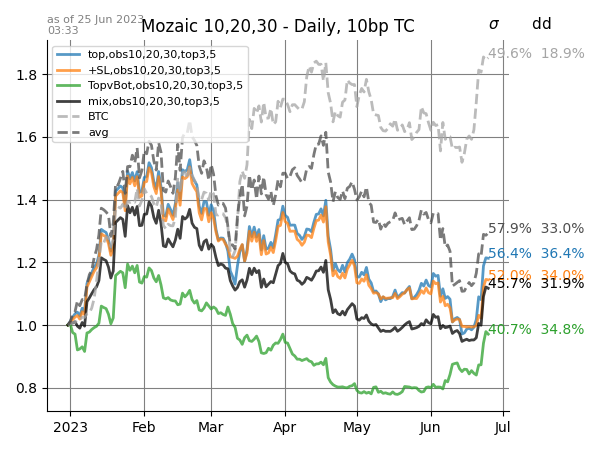 as of 25 Jun 2023
03:33
Mozaic 10,20,30 - Daily, 10bp TC
σ dd
top,obs10,20,30,top3,5
+SL,obs10,20,30,top3,5
TopvBot,obs10,20,30,top3,5
mix,obs10,20,30,top3,5
BTC
avg
1.8
1.6
1.4
1.2
1.0
0.8
49.6% 18.9%
57.9% 33.0%
56.4% 36.4%
52.0% 34.0%
45.7% 31.9%
40.7% 34.8%
2023 Feb Mar Apr May Jun Jul